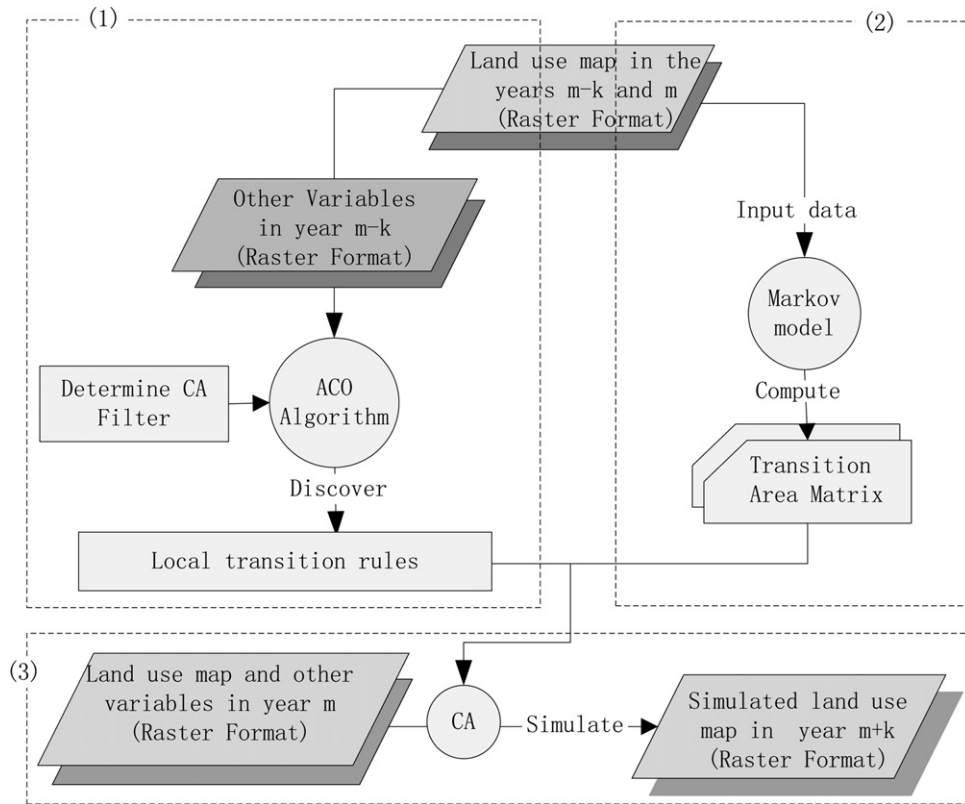 (1)
(2)
Land use map in the
years m-k and m
(Raster Format)
Other Variables
in year m-k
(Raster Format)
Input data
Markov
model
Determine CA
Filter
ACO
Algorithm
Compute
Discover
Transition
Area Matrix
Local transition rules
(3)
Land use map and other
variables in year m
(Raster Format)
CA
Simulate
Simulated land use
map in year m+k
(Raster Format)